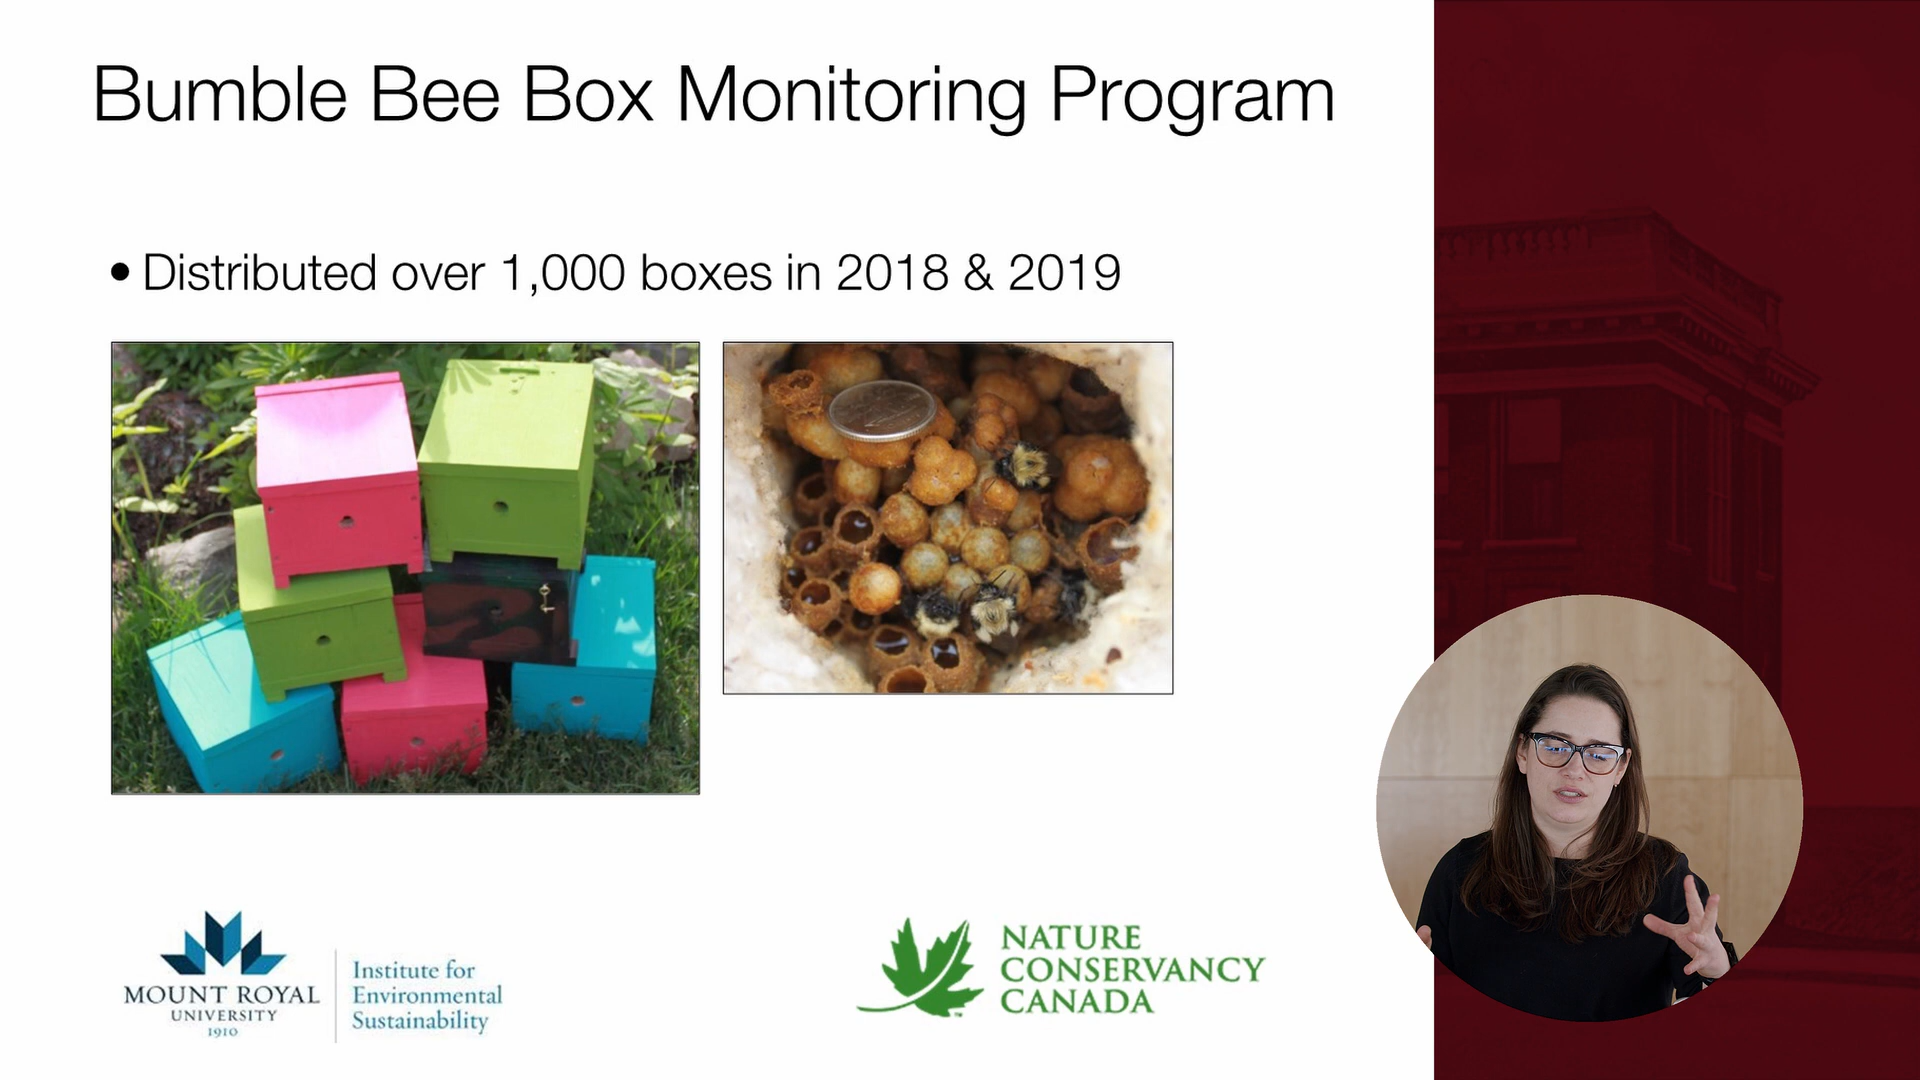 Bumble Bee Box Monitoring Program
• Distributed over 1,000 boxes in 2018 & 2019
MOUNT ROYAL
UNIVERSITY
1910
Institute for
Environmental
Sustainability
NATURE
CONSERVANCY
CANADA